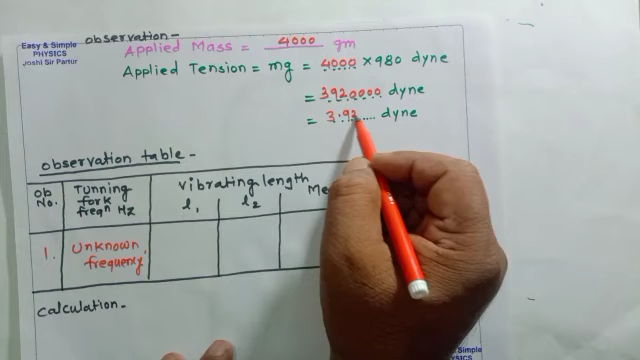 observation-
Easy & Simple
PHYSICS
Joshi Sir Partur
Applied Mass = 4000 gm
Applied Tension = mg = 4000 × 980 dyne
= 3920000 dyne
= 3.92.... dyne
observation table-
Ob No. Tunning fork freqn Hz vibrating length l₁ l₂ Me
1. Unknown frequency
calculation-